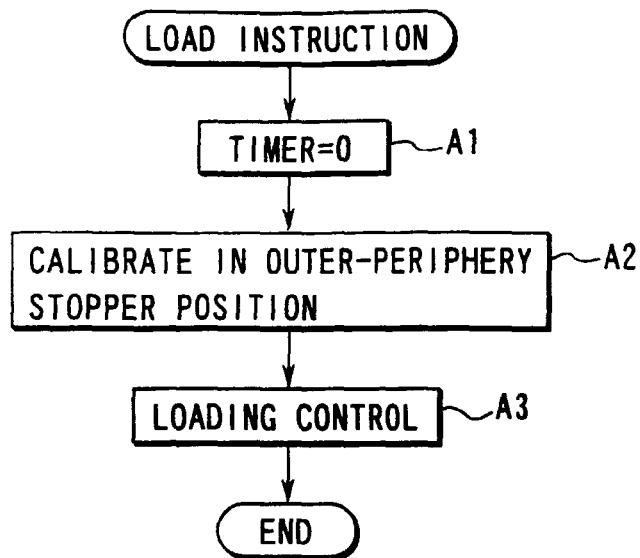 LOAD INSTRUCTION
TIMER=0
A1
CALIBRATE IN OUTER-PERIPHERY
STOPPER POSITION
A2
LOADING CONTROL
A3
END